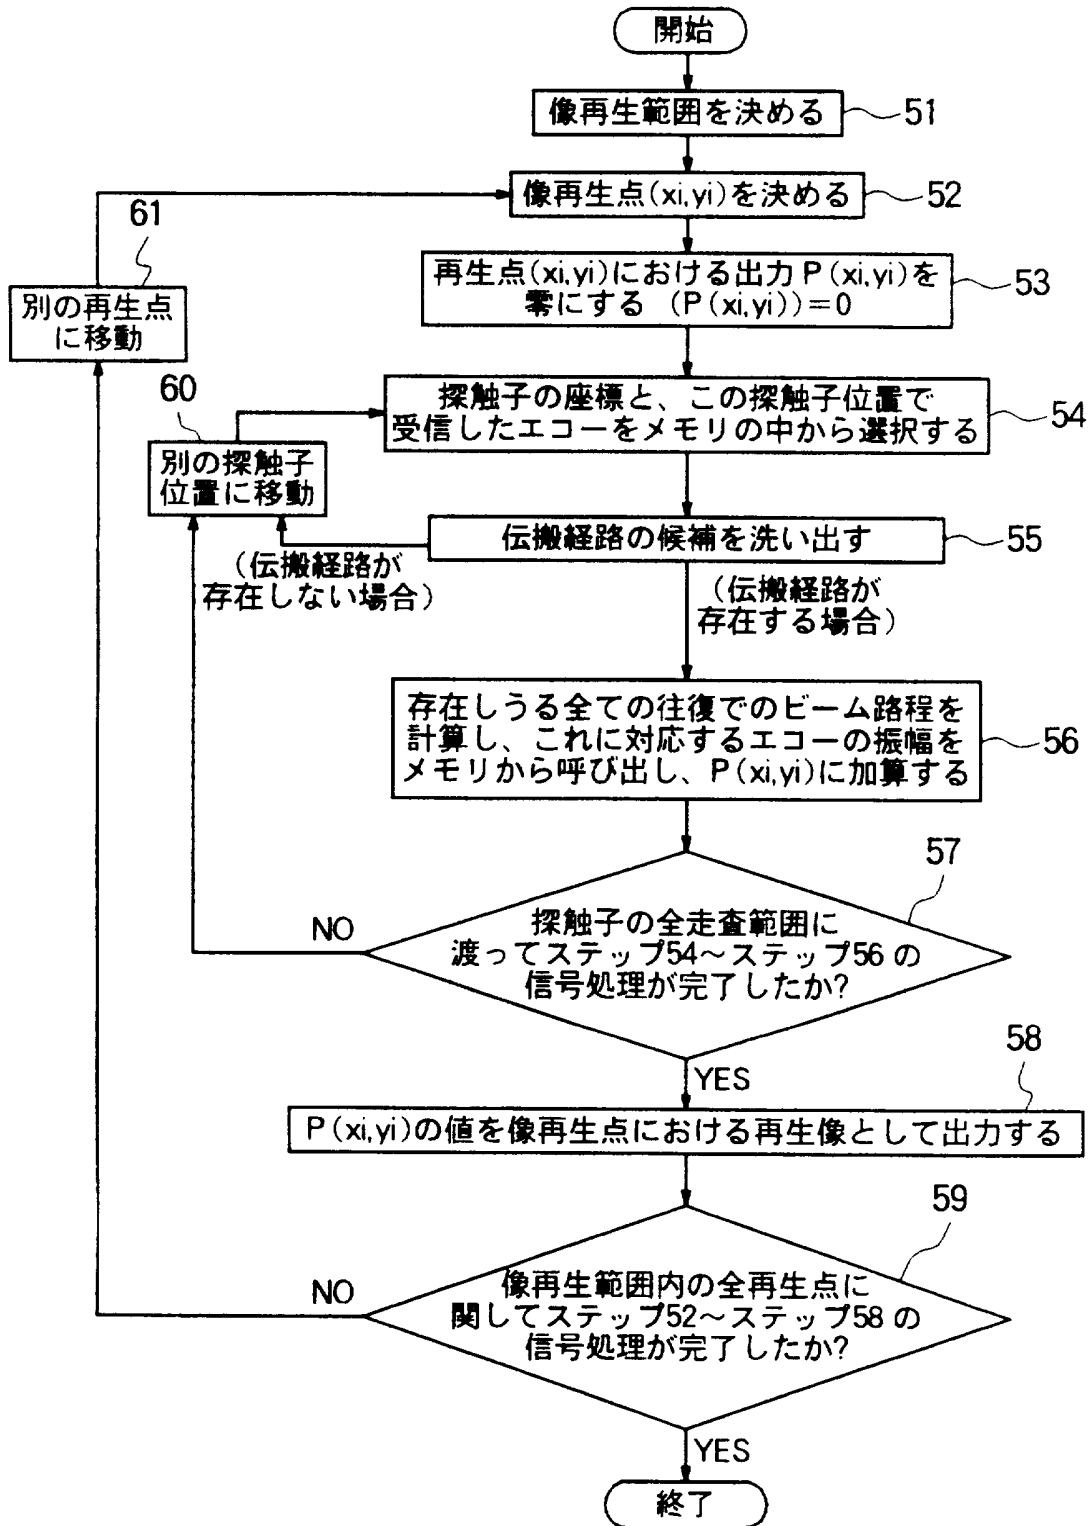 開始
像再生範囲を決める
51
像再生点(xi,yi)を決める
52
61
再生点(xi,yi)における出力P(xi,yi)を
零にする (P(xi,yi))=0
53
別の再生点
に移動
探触子の座標と、この探触子位置で
受信したエコーをメモリの中から選択する
54
60
別の探触子
位置に移動
伝搬経路の候補を洗い出す
55
(伝搬経路が
存在しない場合)
(伝搬経路が
存在する場合)
存在しうる全ての往復でのビーム路程を
計算し、これに対応するエコーの振幅を
メモリから呼び出し、P(xi,yi)に加算する
56
57
探触子の全走査範囲に
渡ってステップ54～ステップ56の
信号処理が完了したか?
NO
YES
58
P(xi,yi)の値を像再生点における再生像として出力する
59
像再生範囲内の全再生点に
関してステップ52～ステップ58の
信号処理が完了したか?
NO
YES
終了